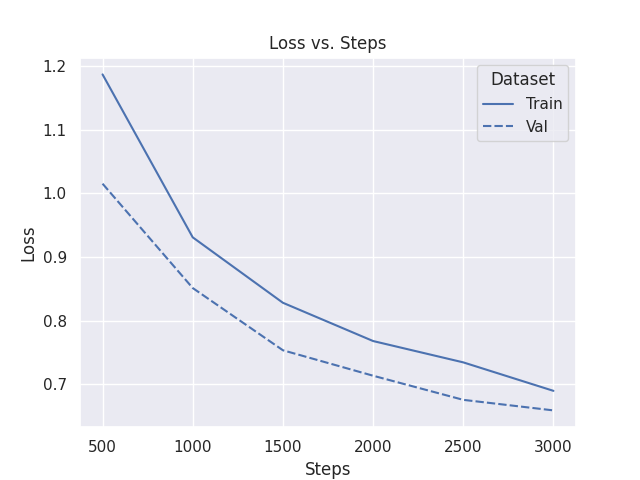 Loss vs. Steps
1.2
1.1
1.0
0.9
0.8
0.7
Loss
Dataset
Train
Val
500 1000 1500 2000 2500 3000
Steps